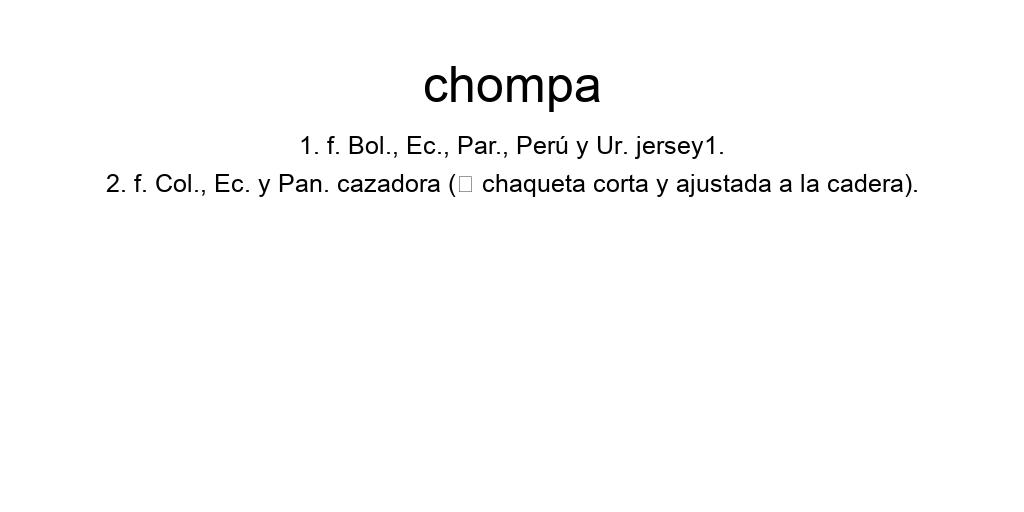 chompa
1. f. Bol., Ec., Par., Perú y Ur. jersey1.
2. f. Col., Ec. y Pan. cazadora (□ chaqueta corta y ajustada a la cadera).